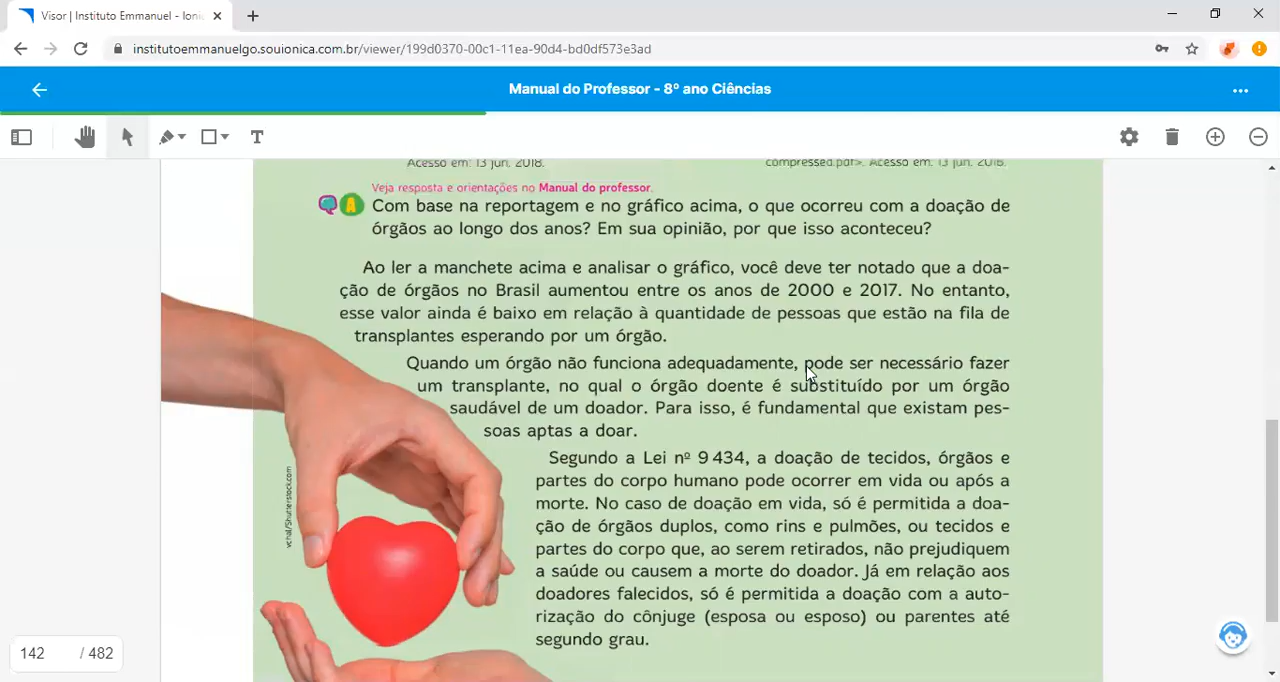 Visor | Instituto Emmanuel - Ioni
institutoemmanuelgo.souionica.com.br/viewer/199d0370-00c1-11ea-90d4-bd0df573e3ad
Manual do Professor - 8º ano Ciências
T
Acesso em: 13 jun. 2018.
compressed.pdf>. Acesso em: 13 jun. 2018.
Veja resposta e orientações no Manual do professor.
A
Com base na reportagem e no gráfico acima, o que ocorreu com a doação de
órgãos ao longo dos anos? Em sua opinião, por que isso aconteceu?
Ao ler a manchete acima e analisar o gráfico, você deve ter notado que a doa-
ção de órgãos no Brasil aumentou entre os anos de 2000 e 2017. No entanto,
esse valor ainda é baixo em relação à quantidade de pessoas que estão na fila de
transplantes esperando por um órgão.
Quando um órgão não funciona adequadamente, pode ser necessário fazer
um transplante, no qual o órgão doente é substituído por um órgão
saudável de um doador. Para isso, é fundamental que existam pes-
soas aptas a doar.
Segundo a Lei nº 9 434, a doação de tecidos, órgãos e
partes do corpo humano pode ocorrer em vida ou após a
morte. No caso de doação em vida, só é permitida a doa-
ção de órgãos duplos, como rins e pulmões, ou tecidos e
partes do corpo que, ao serem retirados, não prejudiquem
a saúde ou causem a morte do doador. Já em relação aos
doadores falecidos, só é permitida a doação com a auto-
rização do cônjuge (esposa ou esposo) ou parentes até
segundo grau.
vchal/Shutterstock.com
142 / 482